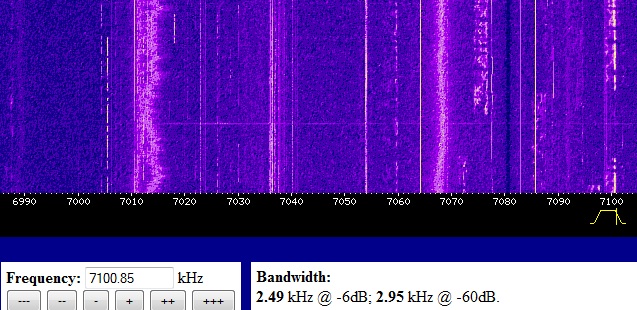 6990 7000 7010 7020 7030 7040 7050 7060 7070 7080 7090 7100
Frequency: 7100.85 kHz
--- -- - + ++ +++
Bandwidth:
2.49 kHz @ -6dB; 2.95 kHz @ -60dB.